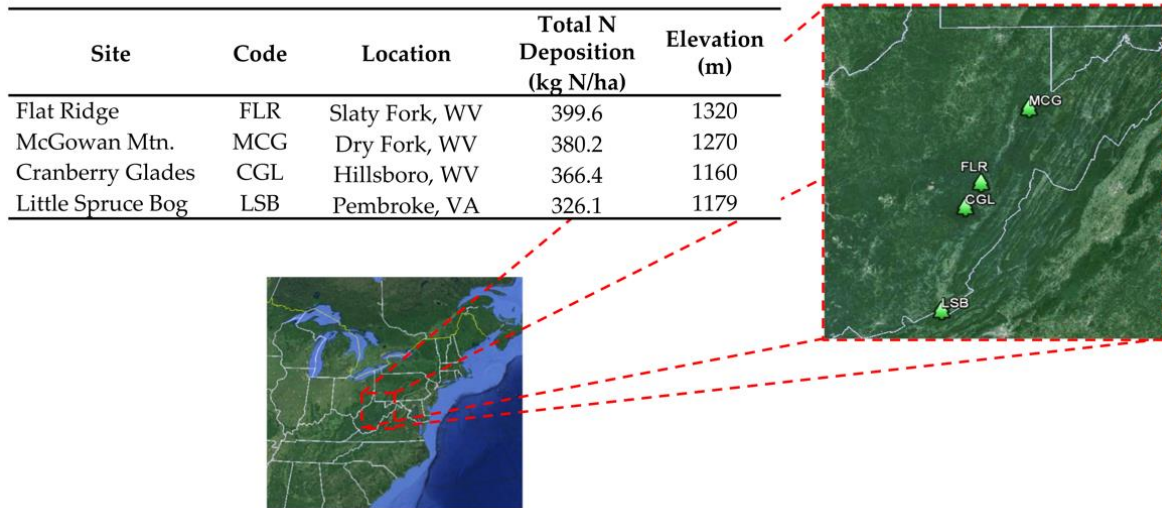 Site Code Location Total N Deposition (kg N/ha) Elevation (m)
Flat Ridge FLR Slaty Fork, WV 399.6 1320
McGowan Mtn. MCG Dry Fork, WV 380.2 1270
Cranberry Glades CGL Hillsboro, WV 366.4 1160
Little Spruce Bog LSB Pembroke, VA 326.1 1179
MCG
FLR
CGL
LSB